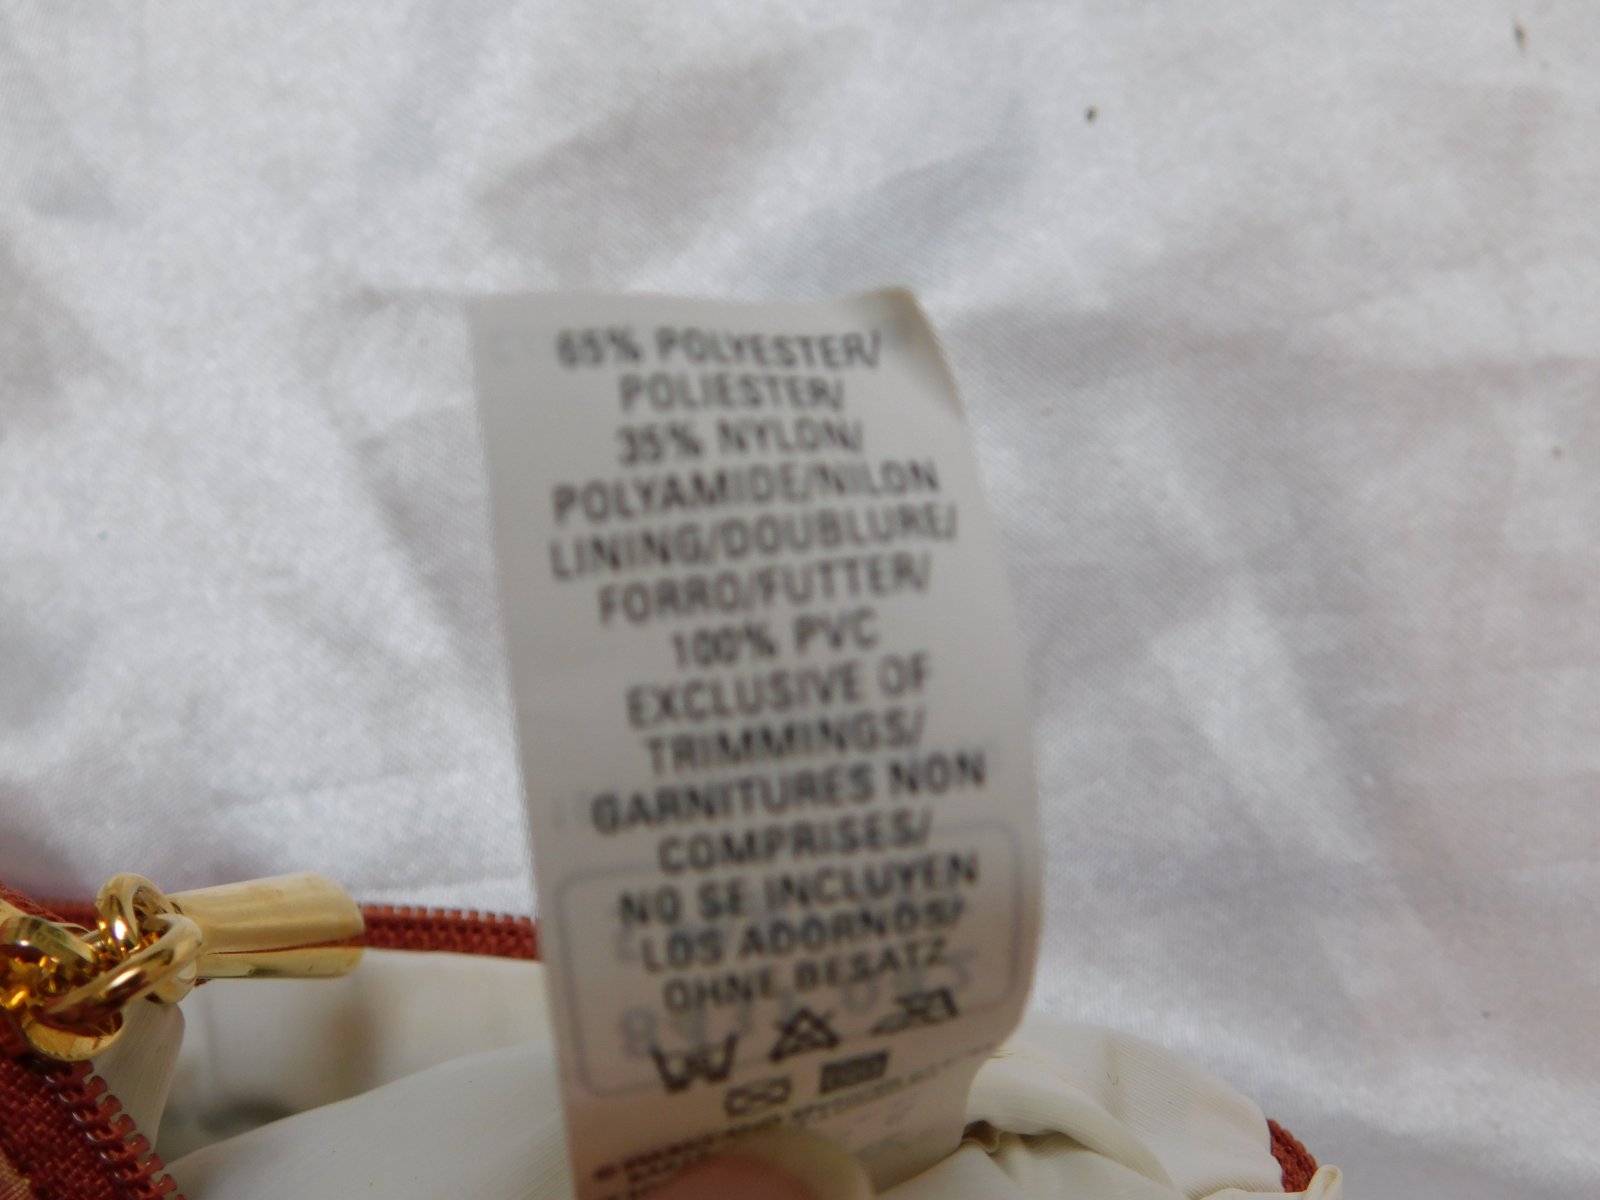 65% POLYESTER/
POLIESTER/
35% NYLON/
POLYAMIDE/NILON
LINING/DOUBLURE/
FORRO/FUTTER/
100% PVC
EXCLUSIVE OF
TRIMMINGS/
GARNITURES NON
COMPRISES/
NO SE INCLUYEN
LOS ADORNOS/
OHNE BESATZ